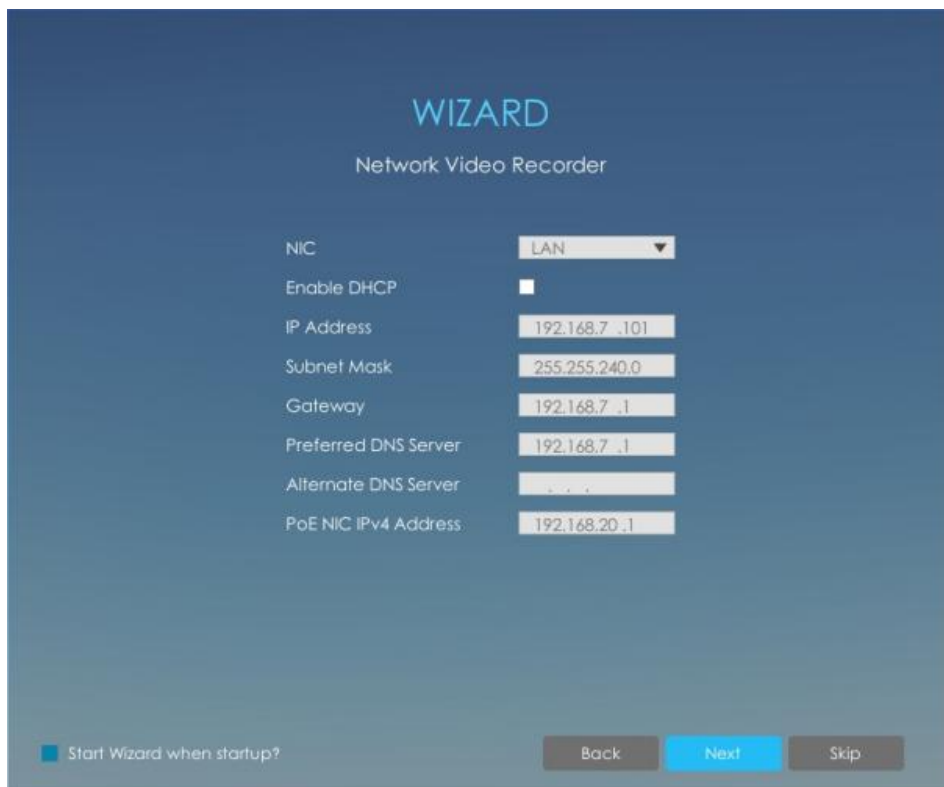 WIZARD
Network Video Recorder
NIC LAN
Enable DHCP
IP Address 192.168.7 .101
Subnet Mask 255.255.240.0
Gateway 192.168.7 .1
Preferred DNS Server 192.168.7 .1
Alternate DNS Server . . .
PoE NIC IPv4 Address 192.168.20 .1
Start Wizard when startup? Back Next Skip